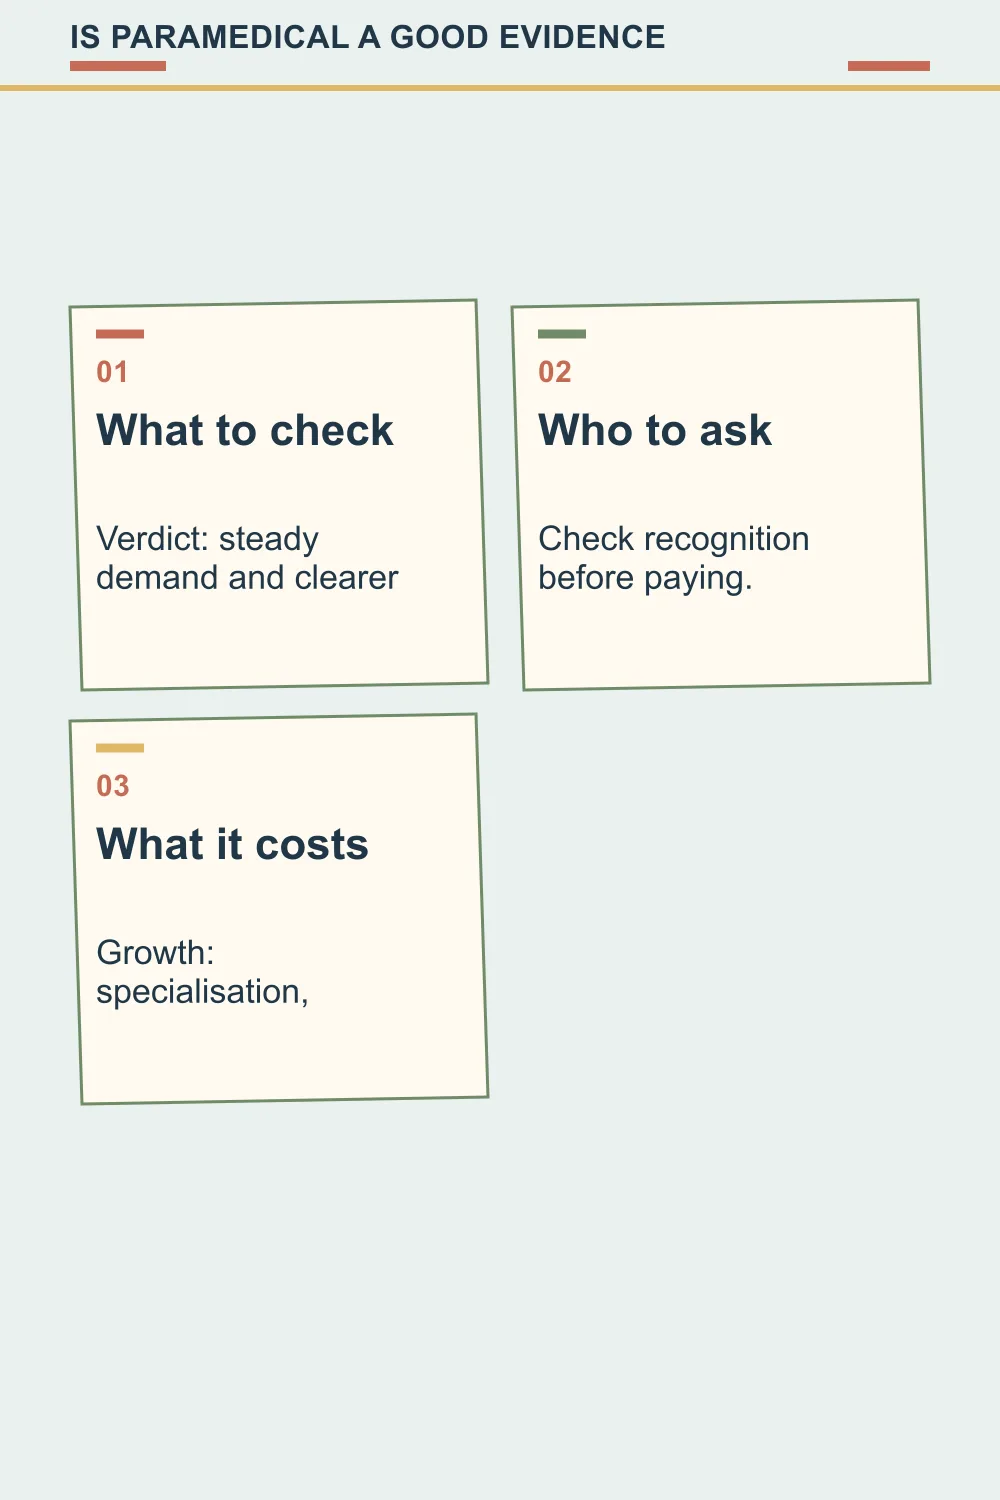 IS PARAMEDICAL A GOOD EVIDENCE
01
What to check
Verdict: steady
demand and clearer
02
Who to ask
Check recognition
before paying.
03
What it costs
Growth:
specialisation,